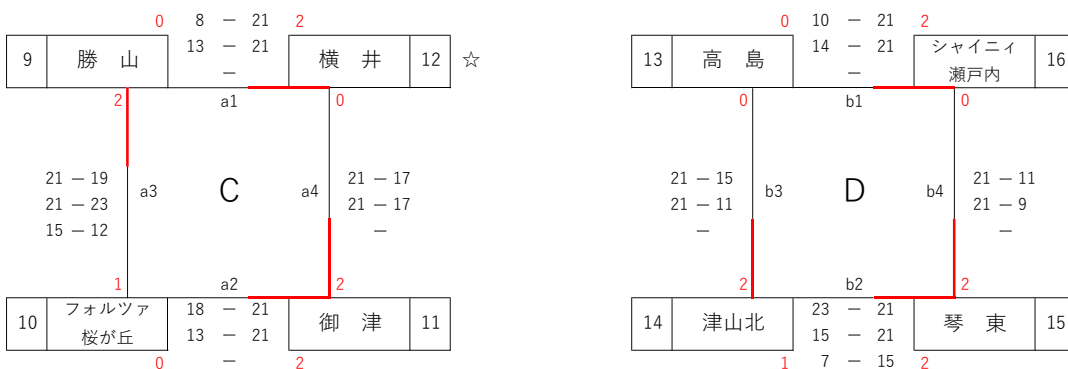 0 8 － 21 2
9 勝 山 13 － 21 横 井 12 ☆
－
2 a1 0
21 － 19 21 － 17
21 － 23 a3 C a4 21 － 17
15 － 12 －
1 a2 2
10 フォルツァ 18 － 21 御 津 11
桜が丘 13 － 21
0 － 2
0 10 － 21 2
13 高 島 14 － 21 シャイニィ 16
－ 瀬戸内
0 b1 0
21 － 15 21 － 11
21 － 11 b3 D b4 21 － 9
－ －
2 b2 2
14 津山北 23 － 21 琴 東 15
15 － 21
1 7 － 15 2